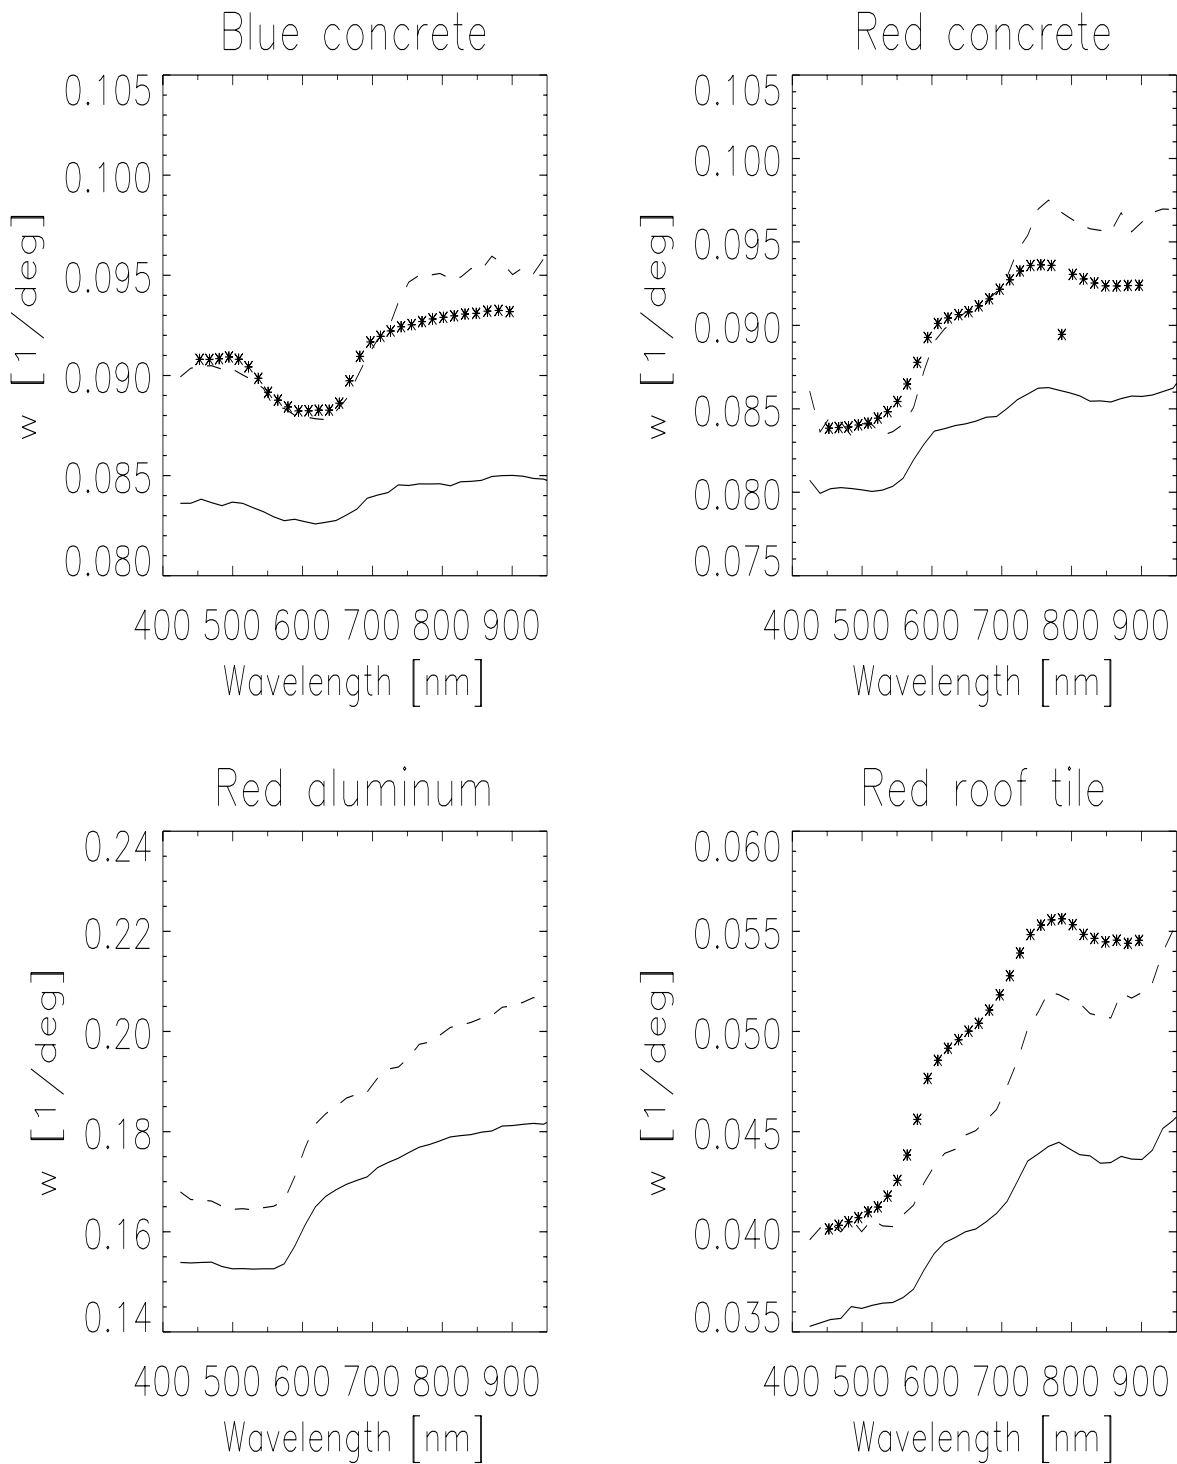 Blue concrete
0.105
0.100
0.095
0.090
0.085
0.080
w [1/deg]
400 500 600 700 800 900
Wavelength [nm]
Red concrete
0.105
0.100
0.095
0.090
0.085
0.080
0.075
w [1/deg]
400 500 600 700 800 900
Wavelength [nm]
Red aluminum
0.24
0.22
0.20
0.18
0.16
0.14
w [1/deg]
400 500 600 700 800 900
Wavelength [nm]
Red roof tile
0.060
0.055
0.050
0.045
0.040
0.035
w [1/deg]
400 500 600 700 800 900
Wavelength [nm]